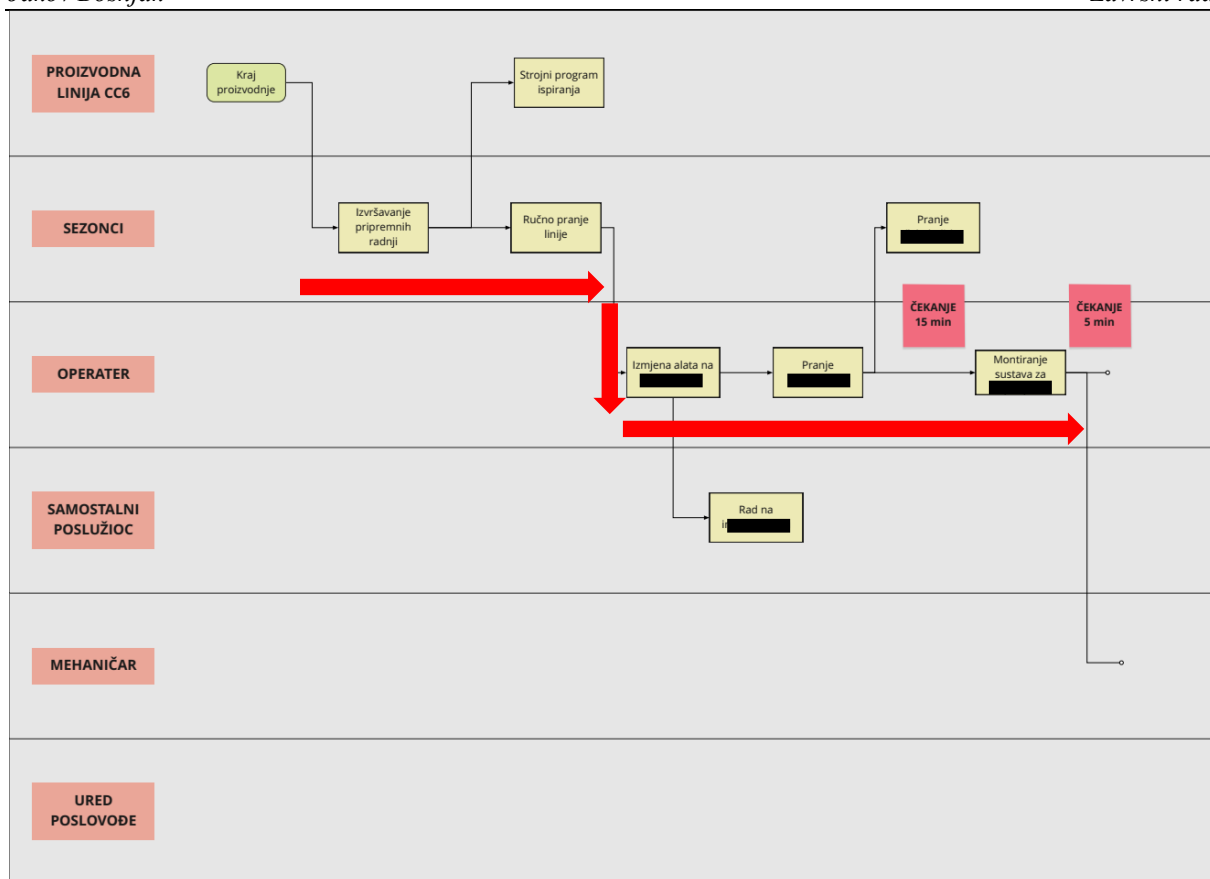 PROIZVODNA
LINIJA CC6
Kraj
proizvodnje
Strojni program
ispiranja
SEZONCI
Izvršavanje
pripremnih
radnji
Ručno pranje
linije
Pranje
ČEKANJE
15 min
ČEKANJE
5 min
OPERATER
Izmjena alata na
Pranje
Montiranje
sustava za
SAMOSTALNI
POSLUŽIOC
Rad na
MEHANIČAR
URED
POSLOVOĐE